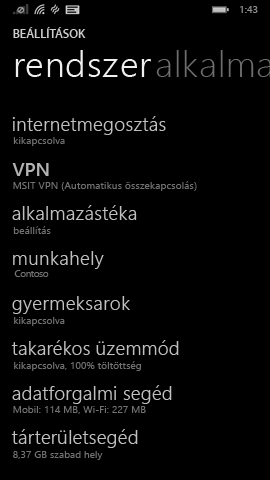 1:43
BEÁLLÍTÁSOK
rendszer alkalma
internetmegosztás
kikapcsolva
VPN
MSIT VPN (Automatikus összekapcsolás)
alkalmazástéka
beállítás
munkahely
Contoso
gyermeksarok
kikapcsolva
takarékos üzemmód
kikapcsolva, 100% töltöttség
adatforgalmi segéd
Mobil: 114 MB, Wi-Fi: 227 MB
tárterületsegéd
8,37 GB szabad hely